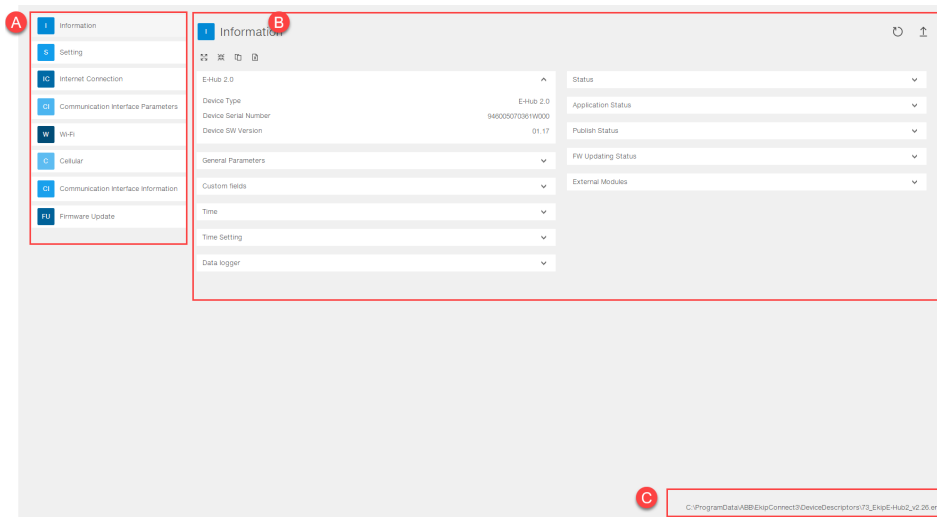 A
I Information
S Setting
IC Internet Connection
CI Communication Interface Parameters
W Wi-Fi
C Cellular
CI Communication Interface Information
FU Firmware Update
B
I Information
E-Hub 2.0
Device Type E-Hub 2.0
Device Serial Number 946005070361W000
Device SW Version 01.17
General Parameters
Custom fields
Time
Time Setting
Data logger
Status
Application Status
Publish Status
FW Updating Status
External Modules
C
C:\ProgramData\ABB\EkipConnect3\DeviceDescriptors\73_EkipE-Hub2_v2.26.er